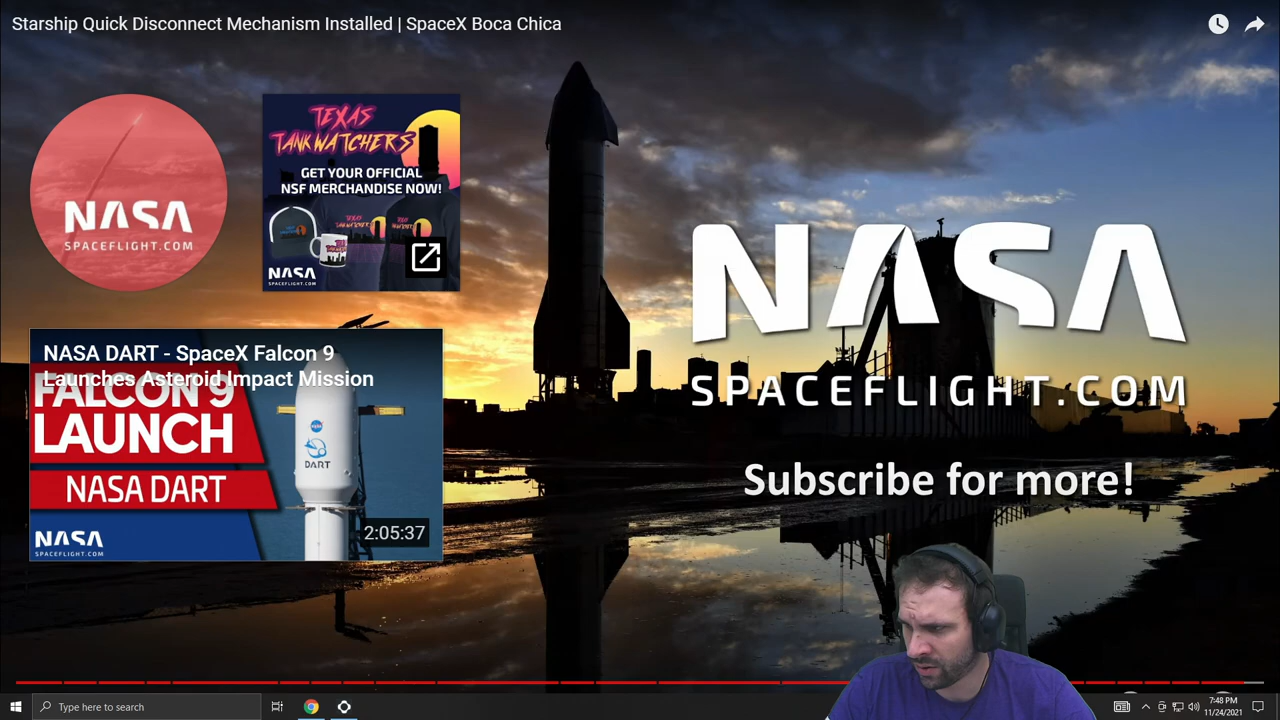 Starship Quick Disconnect Mechanism Installed | SpaceX Boca Chica
NASA
SPACEFLIGHT.COM
TEXAS
TANKWATCHERS
GET YOUR OFFICIAL
NSF MERCHANDISE NOW!
NASA
SPACEFLIGHT.COM
NASA DART - SpaceX Falcon 9
Launches Asteroid Impact Mission
FALCON 9
LAUNCH
NASA DART
NASA
SPACEFLIGHT.COM
DART
2:05:37
NASA
SPACEFLIGHT.COM
Subscribe for more!
Type here to search
7:48 PM
11/24/2021